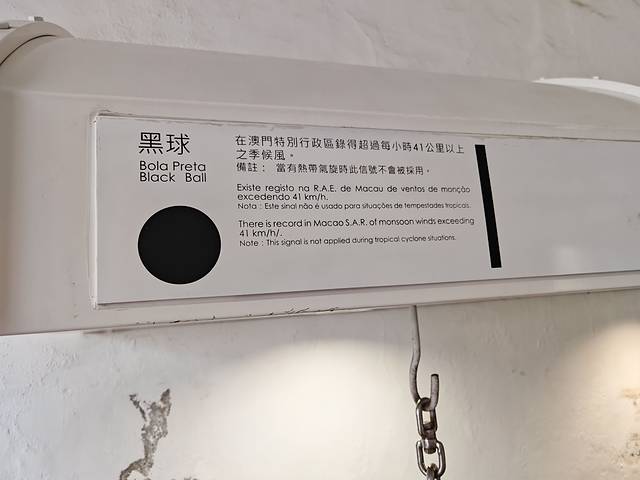 黑球
Bola Preta
Black Ball
在澳門特別行政區錄得超過每小時41公里以上
之季候風。
備註： 當有熱帶氣旋時此信號不會被採用。
Existe registo na R.A.E. de Macau de ventos de monção
excedendo 41 km/h.
Nota : Este sinal não é usado para situações de tempestades tropicais.
There is record in Macao S.A.R. of monsoon winds exceeding
41 km/h/.
Note : This signal is not applied during tropical cyclone situations.